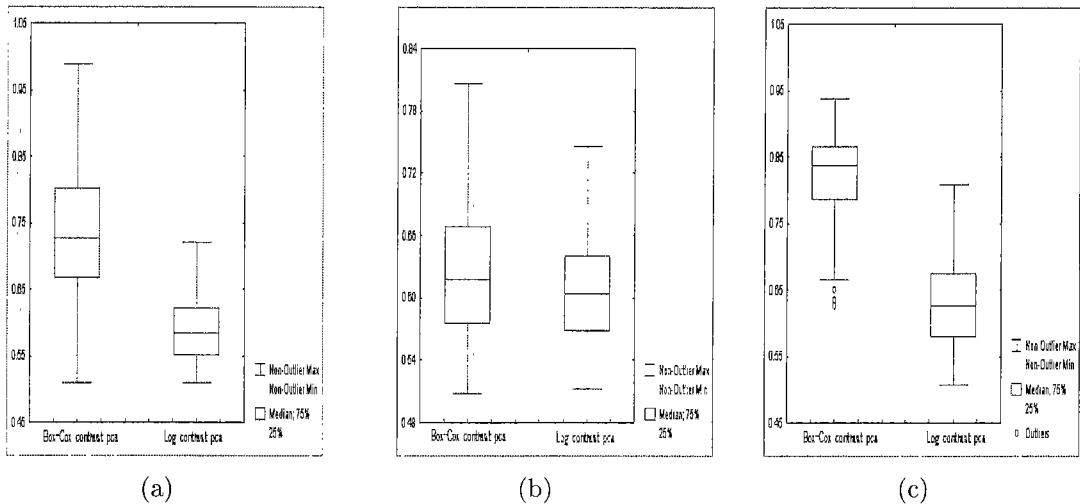 1.05
0.95
0.85
0.75
0.65
0.55
0.45
Box-Cox contrast pca
Log contrast pca
Non-Outlier Max
Non-Outlier Min
Median; 75%
25%
(a)
0.84
0.78
0.72
0.66
0.60
0.54
0.48
Box-Cox contrast pca
Log contrast pca
Non-Outlier Max
Non-Outlier Min
Median; 75%
25%
(b)
1.05
0.95
0.85
0.75
0.65
0.55
0.45
Box-Cox contrast pca
Log contrast pca
Non-Outlier Max
Non-Outlier Min
Median; 75%
25%
Outliers
(c)